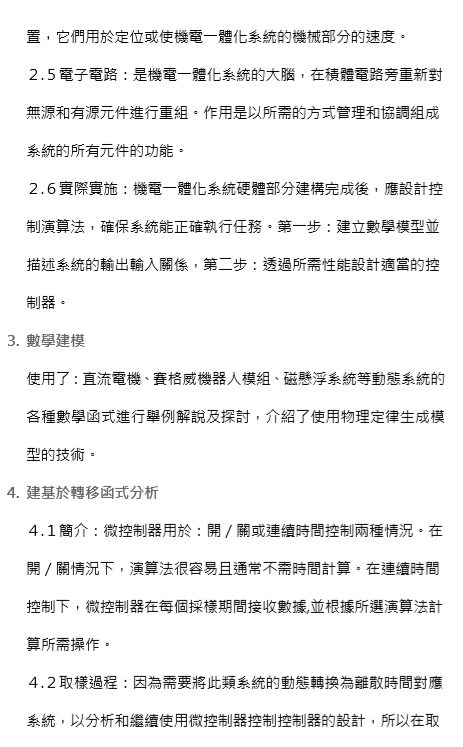 置，它們用於定位或使機電一體化系統的機械部分的速度。
2.5電子電路：是機電一體化系統的大腦，在積體電路旁重新對
無源和有源元件進行重組。作用是以所需的方式管理和協調組成
系統的所有元件的功能。
2.6實際實施：機電一體化系統硬體部分建構完成後，應設計控
制演算法，確保系統能正確執行任務。第一步：建立數學模型並
描述系統的輸出輸入關係，第二步：透過所需性能設計適當的控
制器。
3. 數學建模
使用了：直流電機、賽格威機器人模組、磁懸浮系統等動態系統的
各種數學函式進行舉例解說及探討，介紹了使用物理定律生成模
型的技術。
4. 建基於轉移函式分析
4.1簡介：微控制器用於：開／關或連續時間控制兩種情況。在
開／關情況下，演算法很容易且通常不需時間計算。在連續時間
控制下，微控制器在每個採樣期間接收數據,並根據所選演算法計
算所需操作。
4.2取樣過程：因為需要將此類系統的動態轉換為離散時間對應
系統，以分析和繼續使用微控制器控制控制器的設計，所以在取